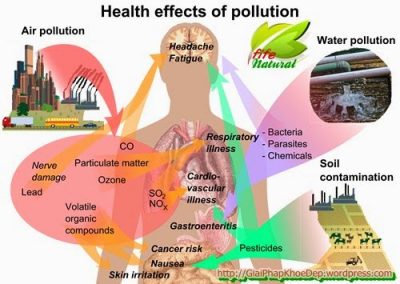 Health effects of pollution
Air pollution
Headache
Fatigue
Life
Natural
Water pollution
CO
Particulate matter
Ozone
Nerve
damage
Lead
Volatile
organic
compounds
SO2
NOX
Respiratory
illness
Cardio-
vascular
illness
Gastroenteritis
Cancer risk
Nausea
Skin irritation
- Bacteria
- Parasites
- Chemicals
Soil
contamination
Pesticides
http://GiaiPhapKhoeDep.wordpress.com